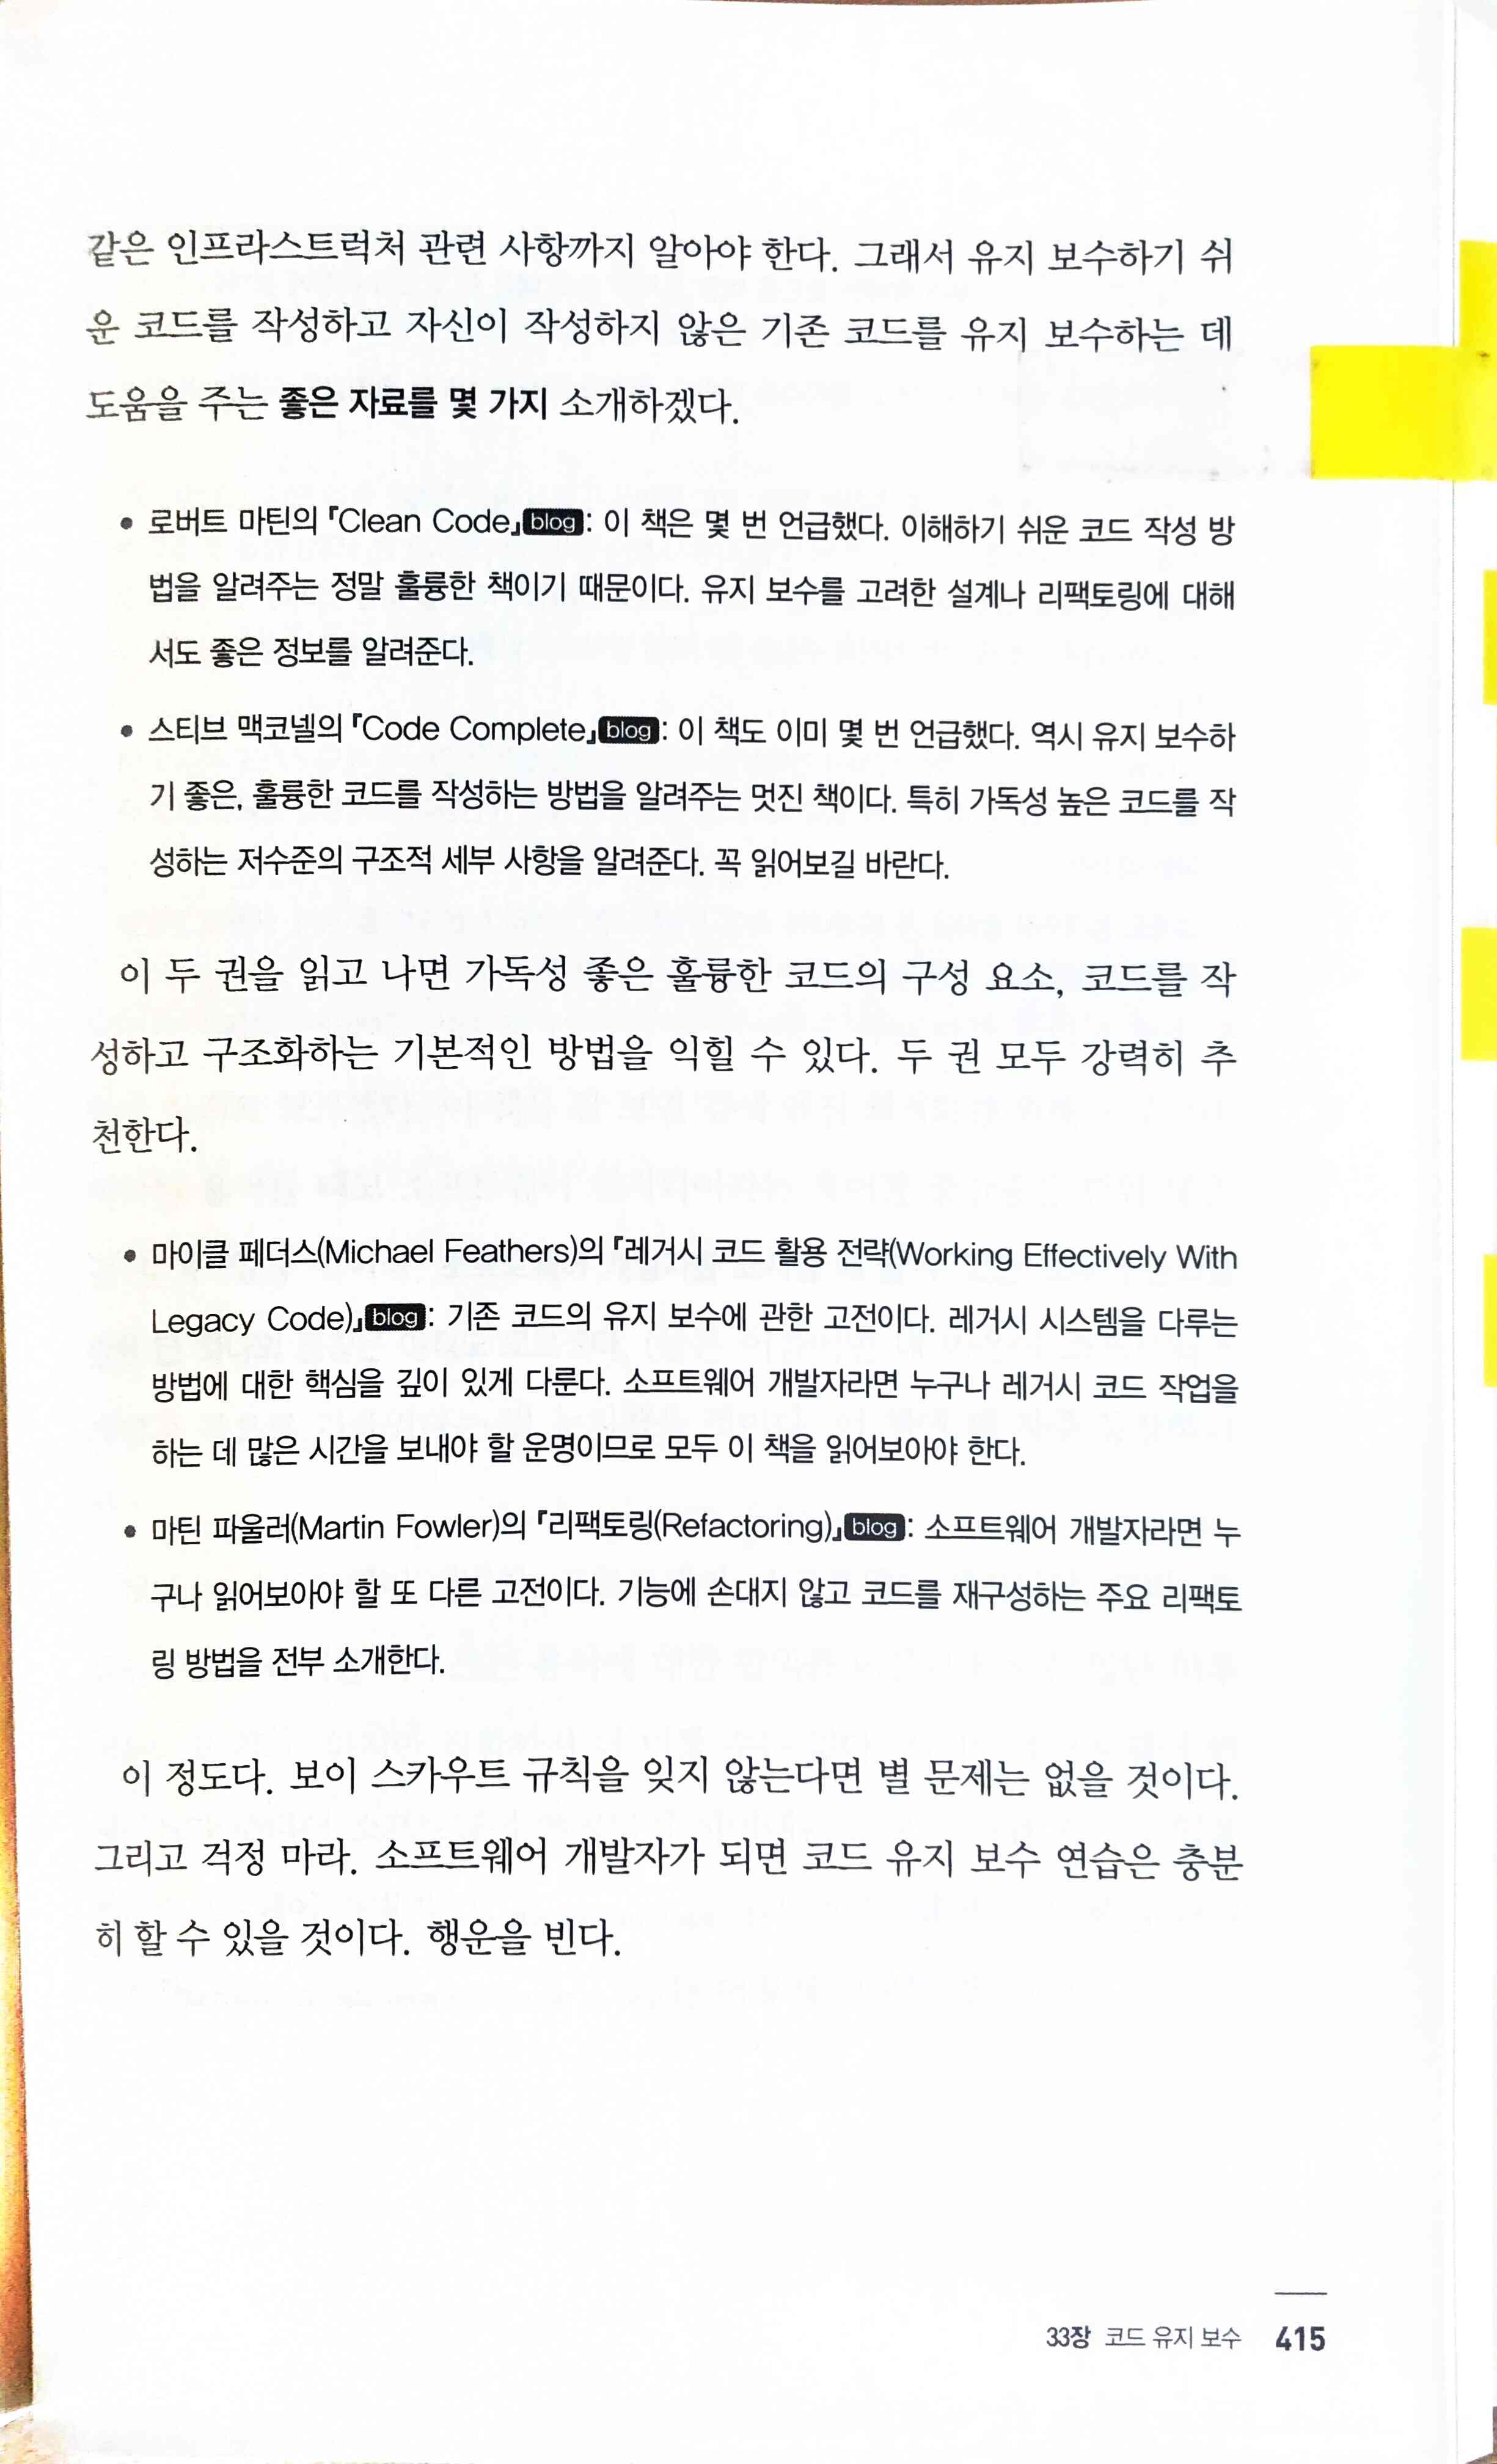 같은 인프라스트럭처 관련 사항까지 알아야 한다. 그래서 유지 보수하기 쉬
운 코드를 작성하고 자신이 작성하지 않은 기존 코드를 유지 보수하는 데
도움을 주는 좋은 자료를 몇 가지 소개하겠다.
• 로버트 마틴의 『Clean Code』blog: 이 책은 몇 번 언급했다. 이해하기 쉬운 코드 작성 방
법을 알려주는 정말 훌륭한 책이기 때문이다. 유지 보수를 고려한 설계나 리팩토링에 대해
서도 좋은 정보를 알려준다.
• 스티브 맥코넬의 『Code Complete』blog: 이 책도 이미 몇 번 언급했다. 역시 유지 보수하
기 좋은, 훌륭한 코드를 작성하는 방법을 알려주는 멋진 책이다. 특히 가독성 높은 코드를 작
성하는 저수준의 구조적 세부 사항을 알려준다. 꼭 읽어보길 바란다.
이 두 권을 읽고 나면 가독성 좋은 훌륭한 코드의 구성 요소, 코드를 작
성하고 구조화하는 기본적인 방법을 익힐 수 있다. 두 권 모두 강력히 추
천한다.
• 마이클 페더스(Michael Feathers)의 『레거시 코드 활용 전략(Working Effectively With
Legacy Code)』blog: 기존 코드의 유지 보수에 관한 고전이다. 레거시 시스템을 다루는
방법에 대한 핵심을 깊이 있게 다룬다. 소프트웨어 개발자라면 누구나 레거시 코드 작업을
하는 데 많은 시간을 보내야 할 운명이므로 모두 이 책을 읽어보아야 한다.
• 마틴 파울러(Martin Fowler)의 『리팩토링(Refactoring)』blog: 소프트웨어 개발자라면 누
구나 읽어보아야 할 또 다른 고전이다. 기능에 손대지 않고 코드를 재구성하는 주요 리팩토
링 방법을 전부 소개한다.
이 정도다. 보이 스카우트 규칙을 잊지 않는다면 별 문제는 없을 것이다.
그리고 걱정 마라. 소프트웨어 개발자가 되면 코드 유지 보수 연습은 충분
히 할 수 있을 것이다. 행운을 빈다.
33장 코드 유지 보수 415